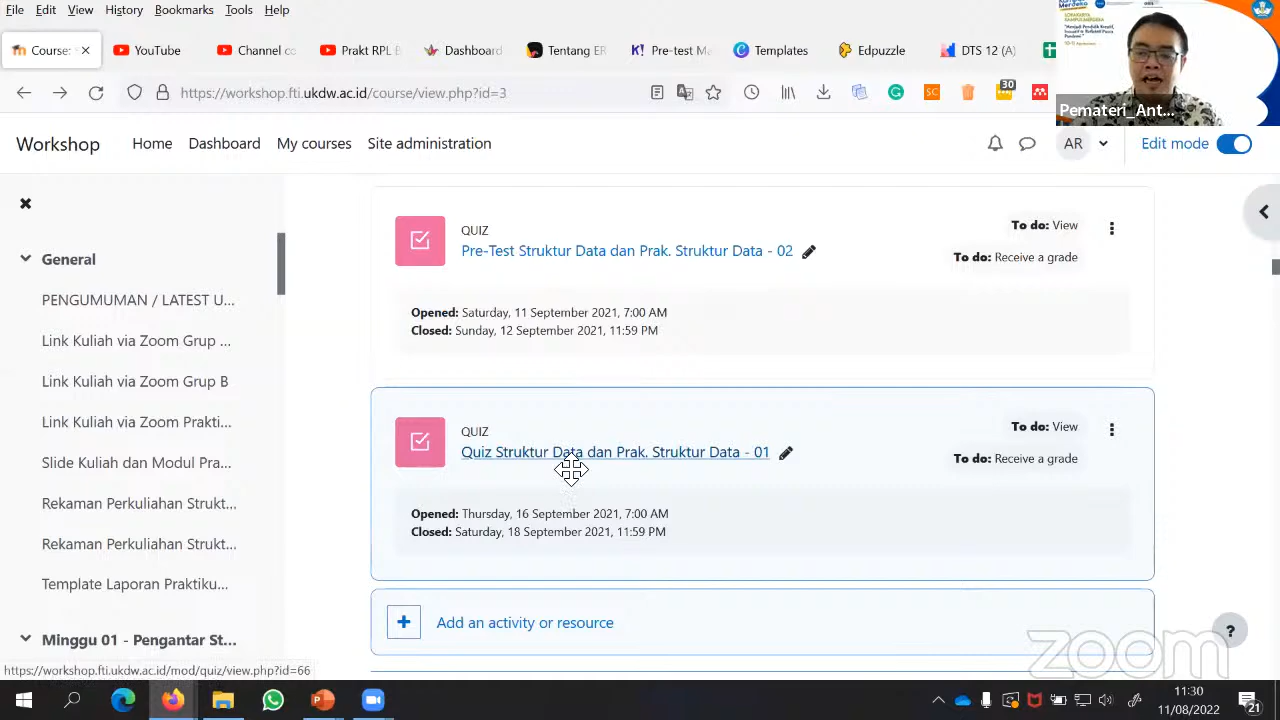 File Edit View History Bookmarks Tools Help
Course: YouTube Channel co Dashboard Pre-test Ma Templates Edpuzzle DTS 12 (A)
https://workshop.fti.ukdw.ac.id/course/view.php?id=3
30
Pemateri_Ant...
Workshop Home Dashboard My courses Site administration AR Edit mode
General
PENGUMUMAN / LATEST U...
Link Kuliah via Zoom Grup ...
Link Kuliah via Zoom Grup B
Link Kuliah via Zoom Prakti...
Slide Kuliah dan Modul Pra...
Rekaman Perkuliahan Strukt...
Rekaman Perkuliahan Strukt...
Template Laporan Praktiku...
Minggu 01 - Pengantar St...
QUIZ
Pre-Test Struktur Data dan Prak. Struktur Data - 02
To do: View
To do: Receive a grade
Opened: Saturday, 11 September 2021, 7:00 AM
Closed: Sunday, 12 September 2021, 11:59 PM
QUIZ
Quiz Struktur Data dan Prak. Struktur Data - 01
To do: View
To do: Receive a grade
Opened: Thursday, 16 September 2021, 7:00 AM
Closed: Saturday, 18 September 2021, 11:59 PM
Add an activity or resource
?
zoom
https://workshop.fti.ukdw.ac.id/mod/quiz/view.php?id=66
11:30
11/08/2022
21